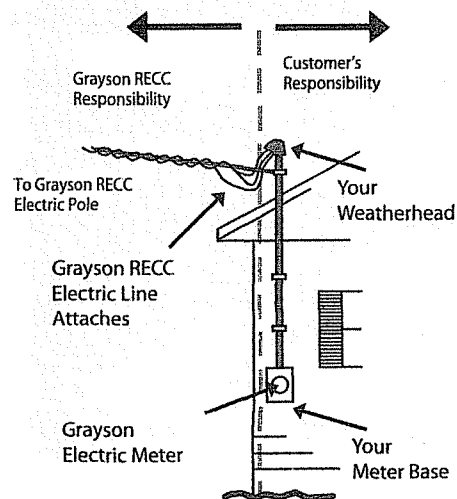 Grayson RECC
Responsibility
Customer's
Responsibility
To Grayson RECC
Electric Pole
Your
Weatherhead
Grayson RECC
Electric Line
Attaches
Grayson
Electric Meter
Your
Meter Base